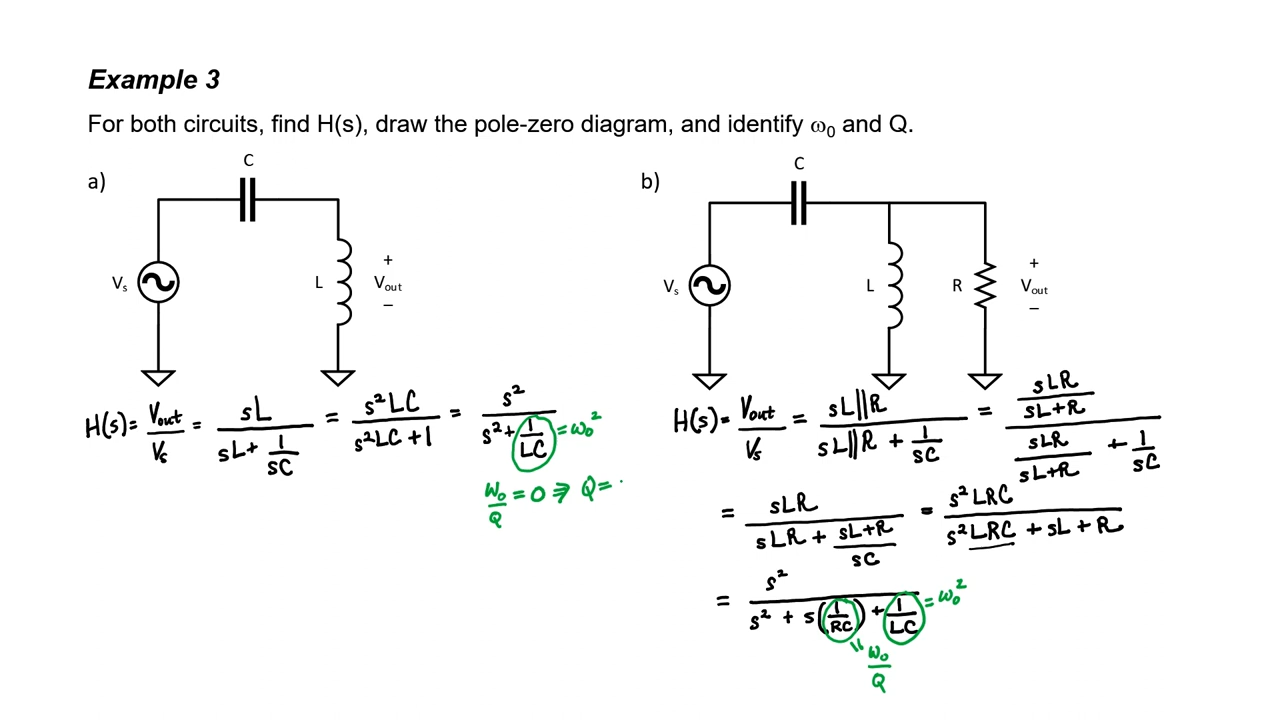 Example 3
For both circuits, find H(s), draw the pole-zero diagram, and identify ω₀ and Q.
a)
C
Vs
L
+
Vout
–
H(s) = Vout/Vs = sL/(sL + 1/sC) = s²LC/(s²LC + 1) = s²/(s² + 1/LC) = ω₀²
ω₀/Q = 0 ⇒ Q =
b)
C
Vs
L
R
+
Vout
–
H(s) = Vout/Vs = sL||R/(sL||R + 1/sC) = (sLR/(sL+R))/(sLR/(sL+R) + 1/sC)
= sLR/(sLR + (sL+R)/sC) = s²LRC/(s²LRC + sL + R)
= s²/(s² + s(1/RC) + 1/LC) = ω₀²
= ω₀/Q